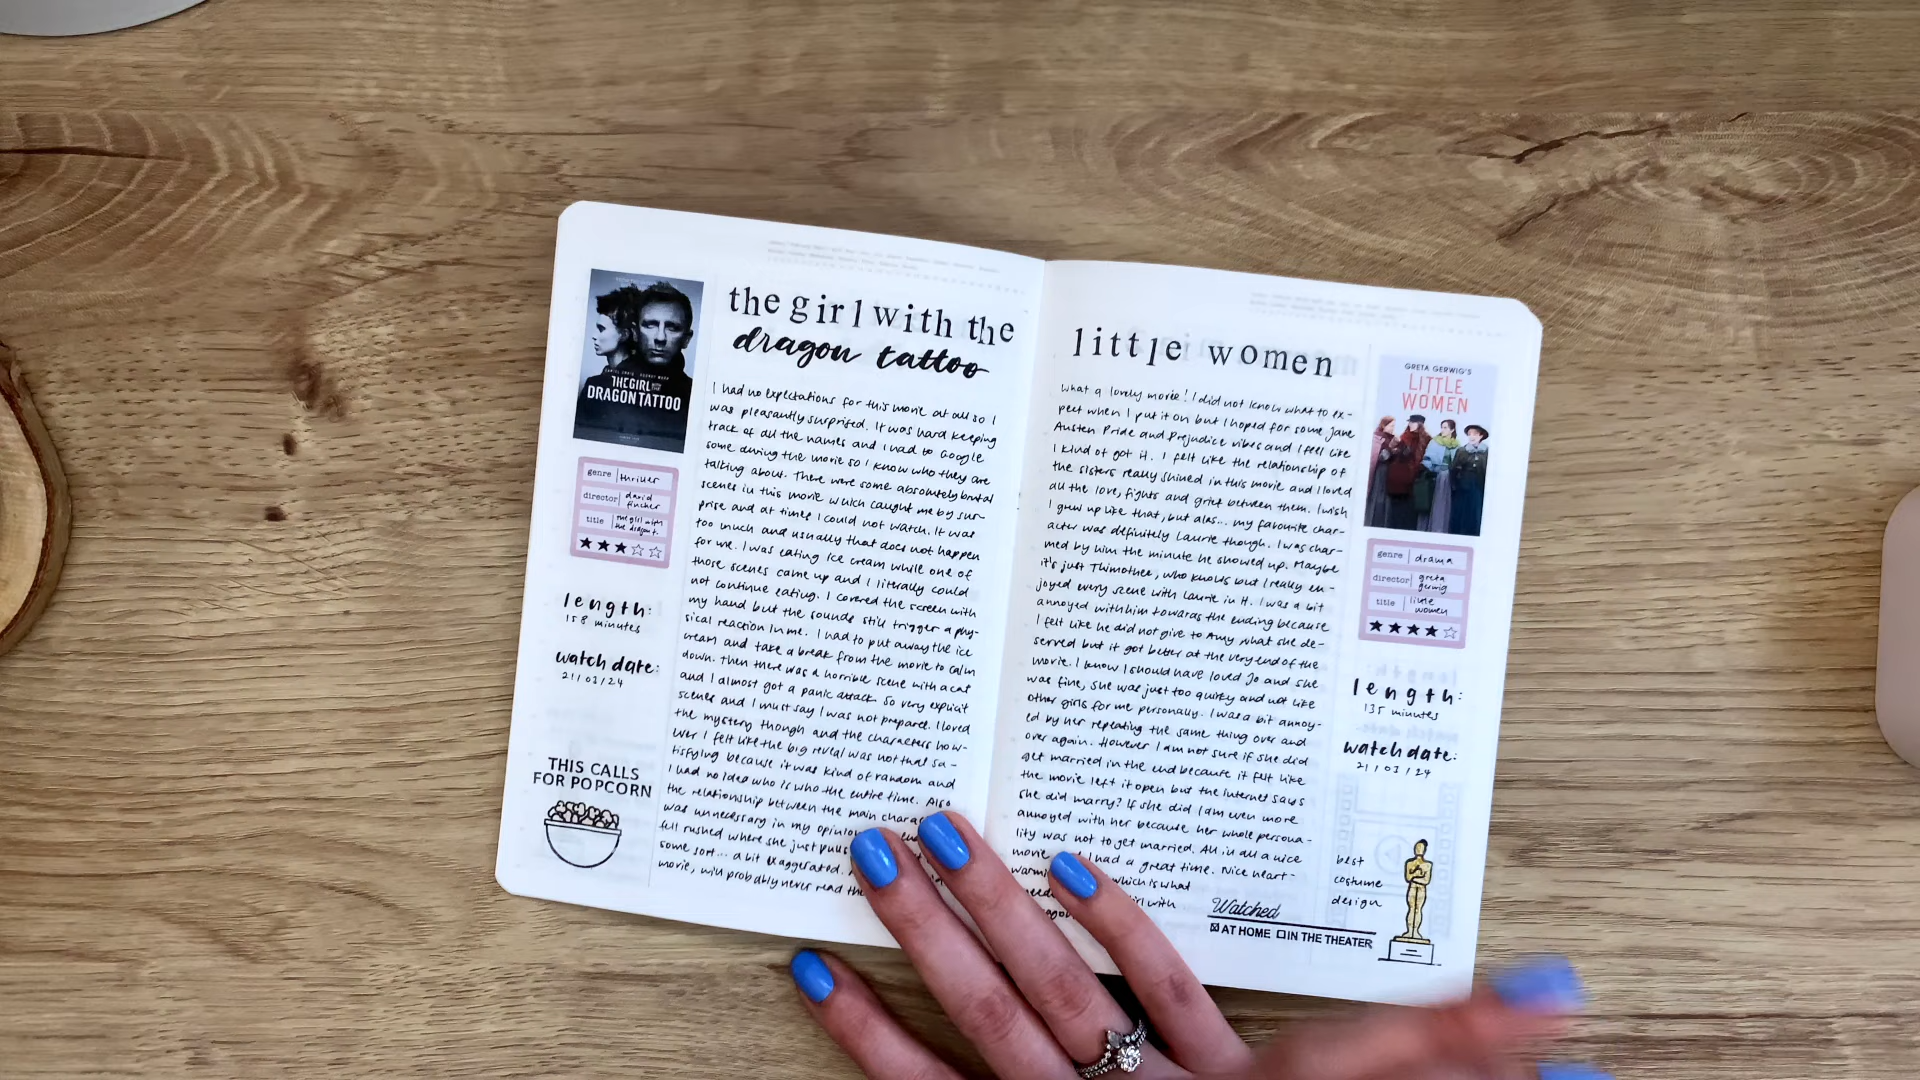 the girl with the
dragon tattoo
DANIEL CRAIG ROONEY MARA
THE GIRL WITH THE
DRAGON TATTOO
genre thriller
director david
fincher
title the girl with
the dragon t.
length:
158 minutes
watch date:
21/03/24
THIS CALLS
FOR POPCORN
I had no expectations for this movie at all so I
was pleasantly surprised. It was hard keeping
track of all the names and I had to Google
some during the movie so I know who they are
talking about. There were some absolutely brutal
scenes in this movie which caught me by sur-
prise and at times I could not watch. It was
too much and usually that does not happen
for me. I was eating ice cream while one of
those scenes came up and I literally could
not continue eating. I covered the screen with
my hand but the sounds still trigger a phy-
sical reaction in me. I had to put away the ice
cream and take a break from the movie to calm
down. Then there was a horrible scene with a cat
and I almost got a panic attack. So very explicit
scenes and I must say I was not prepared. I loved
the mystery though and the characters how-
ver I felt like the big reveal was not that sa-
tisfying because it was kind of random and
I had no idea who is who the entire time. Also
the relationship between the main charac
was unnecessary in my opinion
felt rushed where she just pulls
some sort... a bit exaggerated.
movie, will probably never read the
little women
GRETA GERWIG'S
LITTLE
WOMEN
genre drama
director greta
gerwig
title little
women
length:
135 minutes
watch date:
21/03/24
what a lovely movie! I did not know what to ex-
pect when I put it on but I hoped for some Jane
Austen Pride and Prejudice vibes and I feel like
I kind of got it. I felt like the relationship of
the sisters really shined in this movie and I loved
all the love, fights and grief between them. I wish
I grew up like that, but alas... my favourite char-
acter was definitely Laurie though. I was char-
med by him the minute he showed up. Maybe
it's just Thimothee, who knows but I really en-
joyed every scene with Laurie in it. I was a bit
annoyed with him towards the ending because
I felt like he did not give to Amy what she de-
served but it got better at the very end of the
movie. I know I should have loved Jo and she
was fine, she was just too quirky and not like
other girls for me personally. I was a bit annoy-
ed by her repeating the same thing over and
over again. However I am not sure if she did
get married in the end because it felt like
the movie left it open but the internet says
she did marry? If she did I am even more
annoyed with her because her whole persona-
lity was not to get married. All in all a nice
movie I had a great time. Nice heart-
warmi which is what
need girl with
agon
Watched
AT HOME IN THE THEATER
best
costume
design